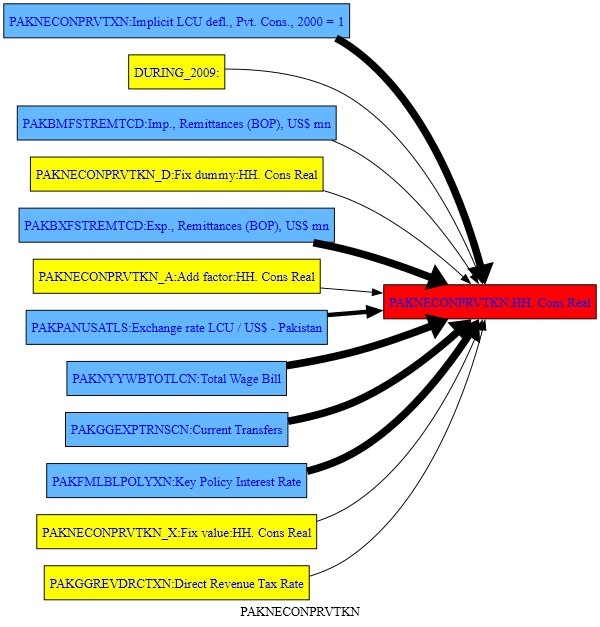 PAKNECONPRVTXN:Implicit LCU defl., Pvt. Cons., 2000 = 1
DURING_2009:
PAKBMFSTREMTCD:Imp., Remittances (BOP), US$ mn
PAKNECONPRVTKN_D:Fix dummy:HH. Cons Real
PAKBXFSTREMTCD:Exp., Remittances (BOP), US$ mn
PAKNECONPRVTKN_A:Add factor:HH. Cons Real
PAKNECONPRVTKN:HH. Cons Real
PAKPANUSATLS:Exchange rate LCU / US$ - Pakistan
PAKNYYWBTOTLCN:Total Wage Bill
PAKGGEXPTRNSCN:Current Transfers
PAKFMLBLPOLYXN:Key Policy Interest Rate
PAKNECONPRVTKN_X:Fix value:HH. Cons Real
PAKGGREVDRCTXN:Direct Revenue Tax Rate
PAKNECONPRVTKN